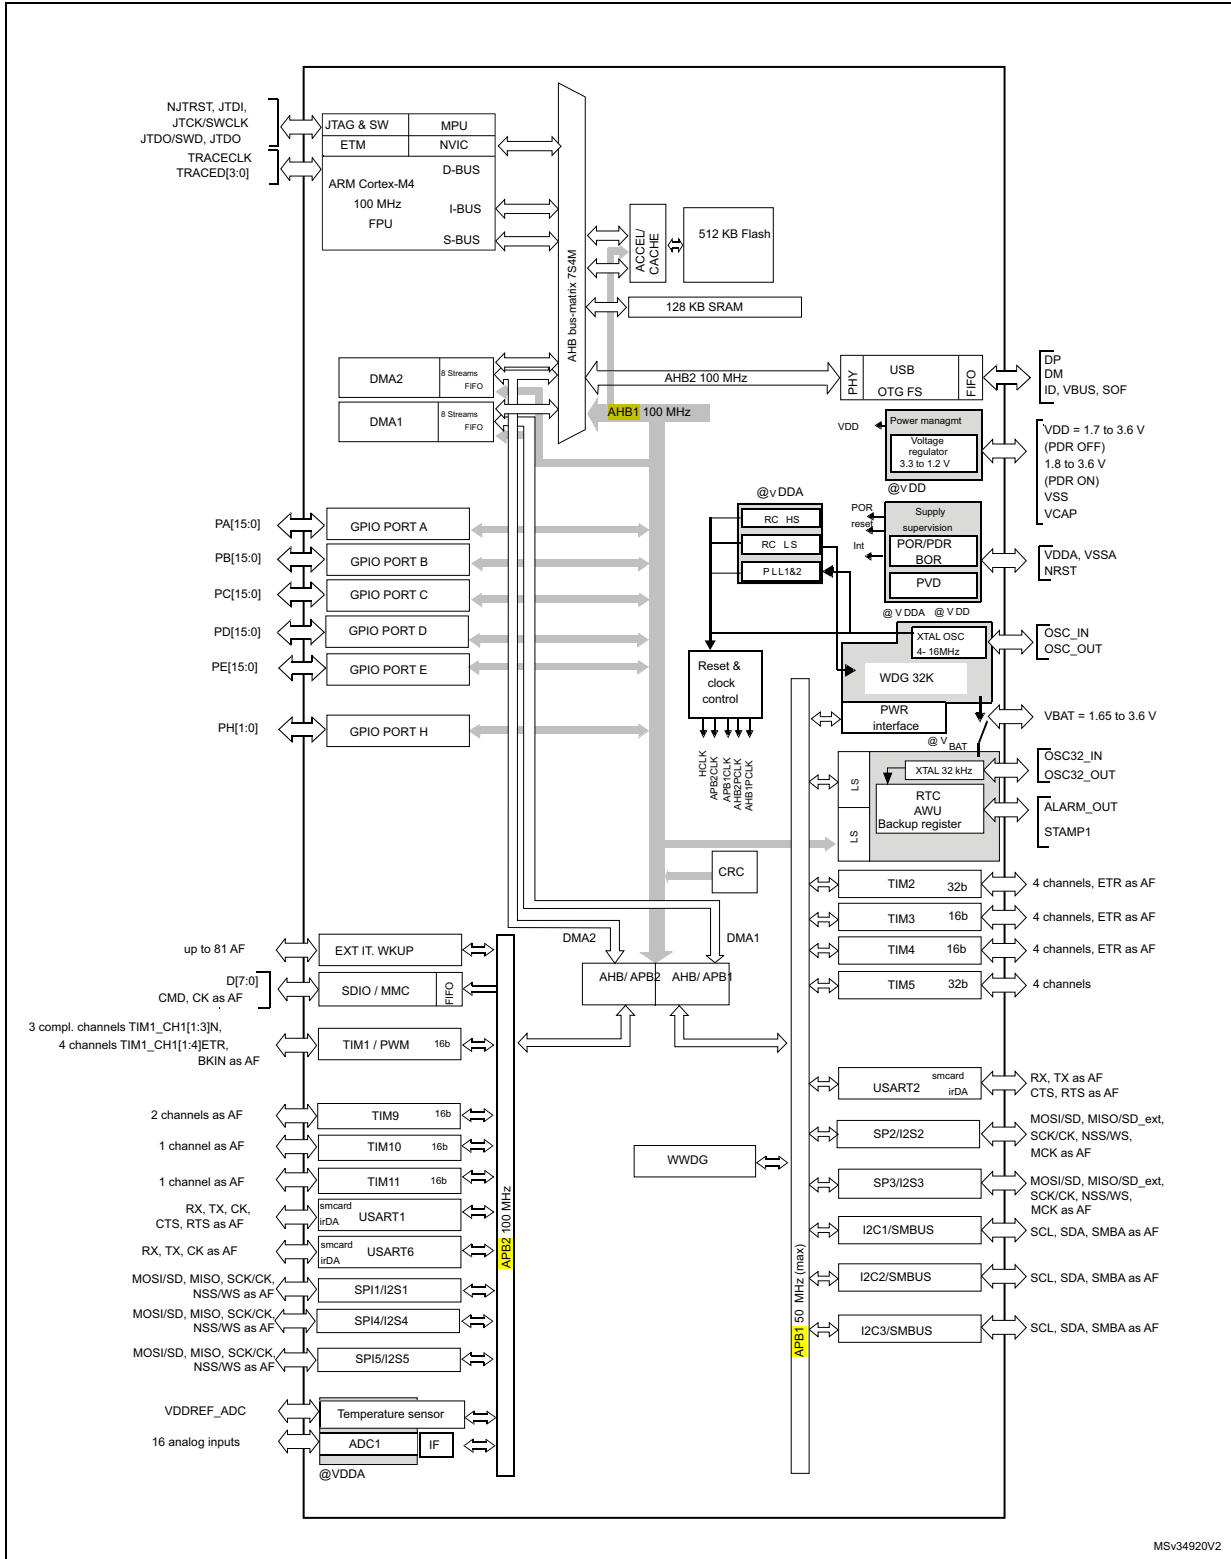 NJTRST, JTDI,
JTCK/SWCLK
JTDO/SWD, JTDO
TRACECLK
TRACED[3:0]
JTAG & SW
MPU
ETM
NVIC
D-BUS
ARM Cortex-M4
100 MHz
FPU
I-BUS
S-BUS
AHB bus-matrix 7S4M
ACCEL/
CACHE
512 KB Flash
128 KB SRAM
DMA2
8 Streams
FIFO
DMA1
8 Streams
FIFO
AHB2 100 MHz
AHB1 100 MHz
PHY
USB
OTG FS
FIFO
DP
DM
ID, VBUS, SOF
VDD
Power managmt
Voltage
regulator
3.3 to 1.2 V
@VDD
VDD = 1.7 to 3.6 V
(PDR OFF)
1.8 to 3.6 V
(PDR ON)
VSS
VCAP
@VDDA
RC HS
RC LS
PLL1&2
POR
reset
Int
Supply
supervision
POR/PDR
BOR
PVD
VDDA, VSSA
NRST
@VDDA @VDD
XTAL OSC
4- 16MHz
OSC_IN
OSC_OUT
WDG 32K
PWR
interface
VBAT = 1.65 to 3.6 V
@VBAT
Reset &
clock
control
HCLK
APB2CLK
APB1CLK
AHB2PCLK
AHB1PCLK
LS
LS
XTAL 32 kHz
RTC
AWU
Backup register
OSC32_IN
OSC32_OUT
ALARM_OUT
STAMP1
PA[15:0]
GPIO PORT A
PB[15:0]
GPIO PORT B
PC[15:0]
GPIO PORT C
PD[15:0]
GPIO PORT D
PE[15:0]
GPIO PORT E
PH[1:0]
GPIO PORT H
CRC
DMA2
DMA1
AHB/ APB2
AHB/ APB1
TIM2
32b
4 channels, ETR as AF
TIM3
16b
4 channels, ETR as AF
TIM4
16b
4 channels, ETR as AF
TIM5
32b
4 channels
up to 81 AF
EXT IT. WKUP
D[7:0]
CMD, CK as AF
SDIO / MMC
FIFO
3 compl. channels TIM1_CH1[1:3]N,
4 channels TIM1_CH1[1:4]ETR,
BKIN as AF
TIM1 / PWM
16b
2 channels as AF
TIM9
16b
1 channel as AF
TIM10
16b
1 channel as AF
TIM11
16b
RX, TX, CK,
CTS, RTS as AF
smcard
irDA
USART1
RX, TX, CK as AF
smcard
irDA
USART6
MOSI/SD, MISO, SCK/CK,
NSS/WS as AF
SPI1/I2S1
MOSI/SD, MISO, SCK/CK,
NSS/WS as AF
SPI4/I2S4
MOSI/SD, MISO, SCK/CK,
NSS/WS as AF
SPI5/I2S5
VDDREF_ADC
Temperature sensor
16 analog inputs
ADC1
IF
@VDDA
APB2 100 MHz
WWDG
APB1 50 MHz (max)
USART2
smcard
irDA
RX, TX as AF
CTS, RTS as AF
SP2/I2S2
MOSI/SD, MISO/SD_ext,
SCK/CK, NSS/WS,
MCK as AF
SP3/I2S3
MOSI/SD, MISO/SD_ext,
SCK/CK, NSS/WS,
MCK as AF
I2C1/SMBUS
SCL, SDA, SMBA as AF
I2C2/SMBUS
SCL, SDA, SMBA as AF
I2C3/SMBUS
SCL, SDA, SMBA as AF
MSv34920V2